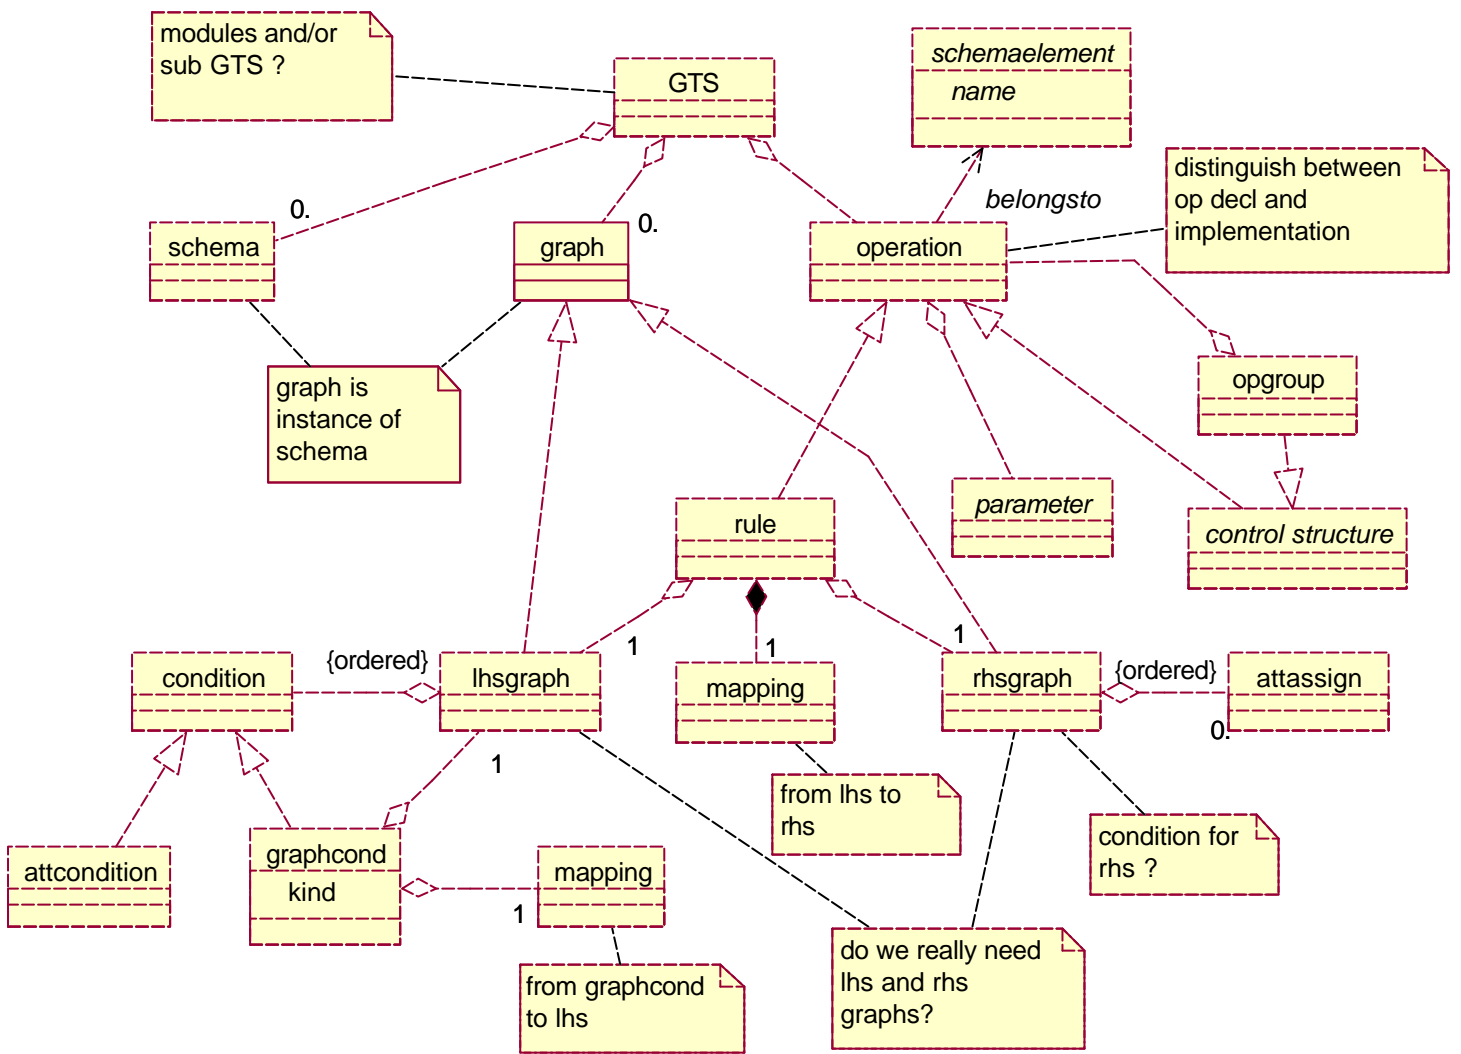 modules and/or
sub GTS ?
GTS
schemaelement
name
distinguish between
op decl and
implementation
belongsto
0.
0.
schema
graph
operation
graph is
instance of
schema
opgroup
parameter
control structure
rule
1
1
1
{ordered}
{ordered}
condition
lhsgraph
mapping
rhsgraph
attassign
0.
1
from lhs to
rhs
condition for
rhs ?
attcondition
graphcond
kind
mapping
1
do we really need
lhs and rhs
graphs?
from graphcond
to lhs